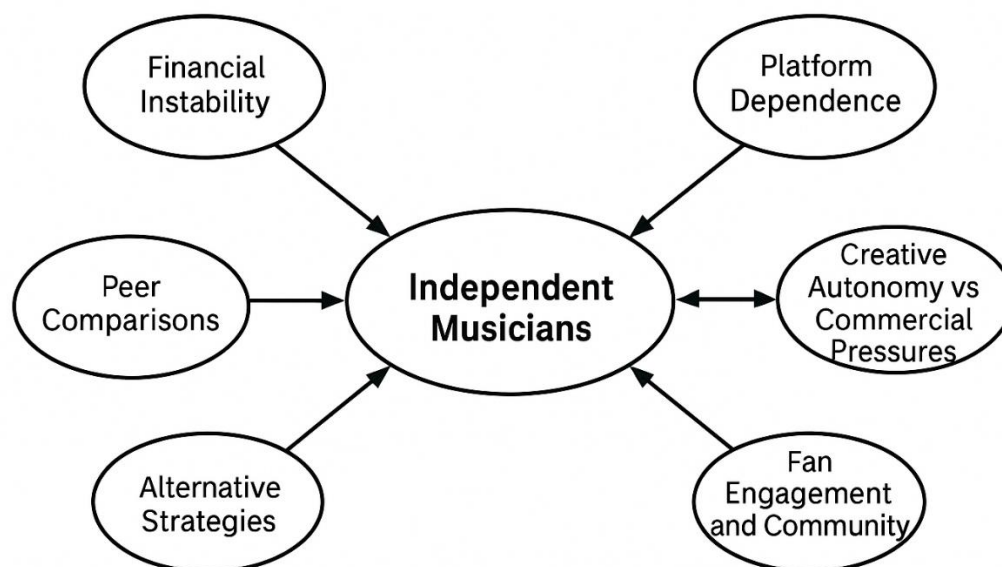 Financial
Instability
Platform
Dependence
Peer
Comparisons
Independent
Musicians
Creative
Autonomy vs
Commercial
Pressures
Alternative
Strategies
Fan
Engagement
and Community